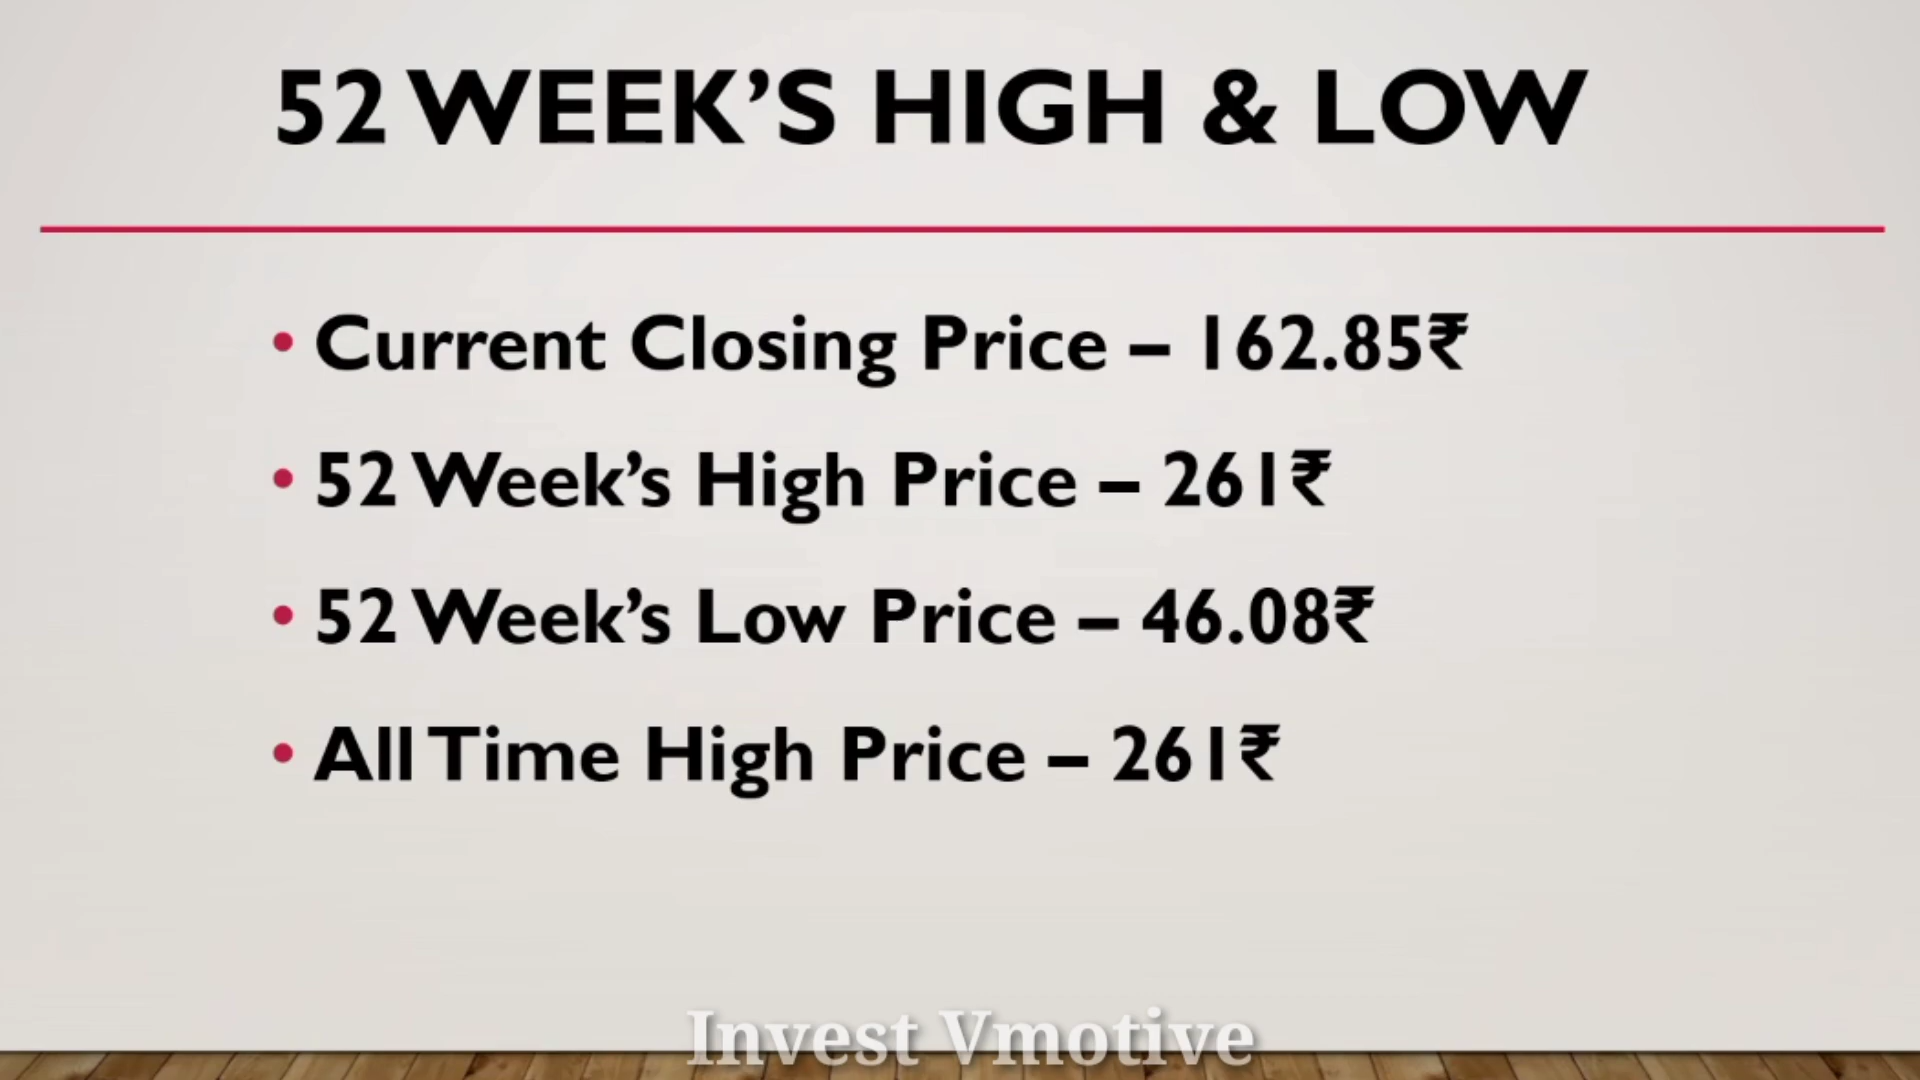 52 WEEK’S HIGH & LOW
• Current Closing Price – 162.85₹
• 52 Week’s High Price – 261₹
• 52 Week’s Low Price – 46.08₹
• All Time High Price – 261₹
Invest Vmotive